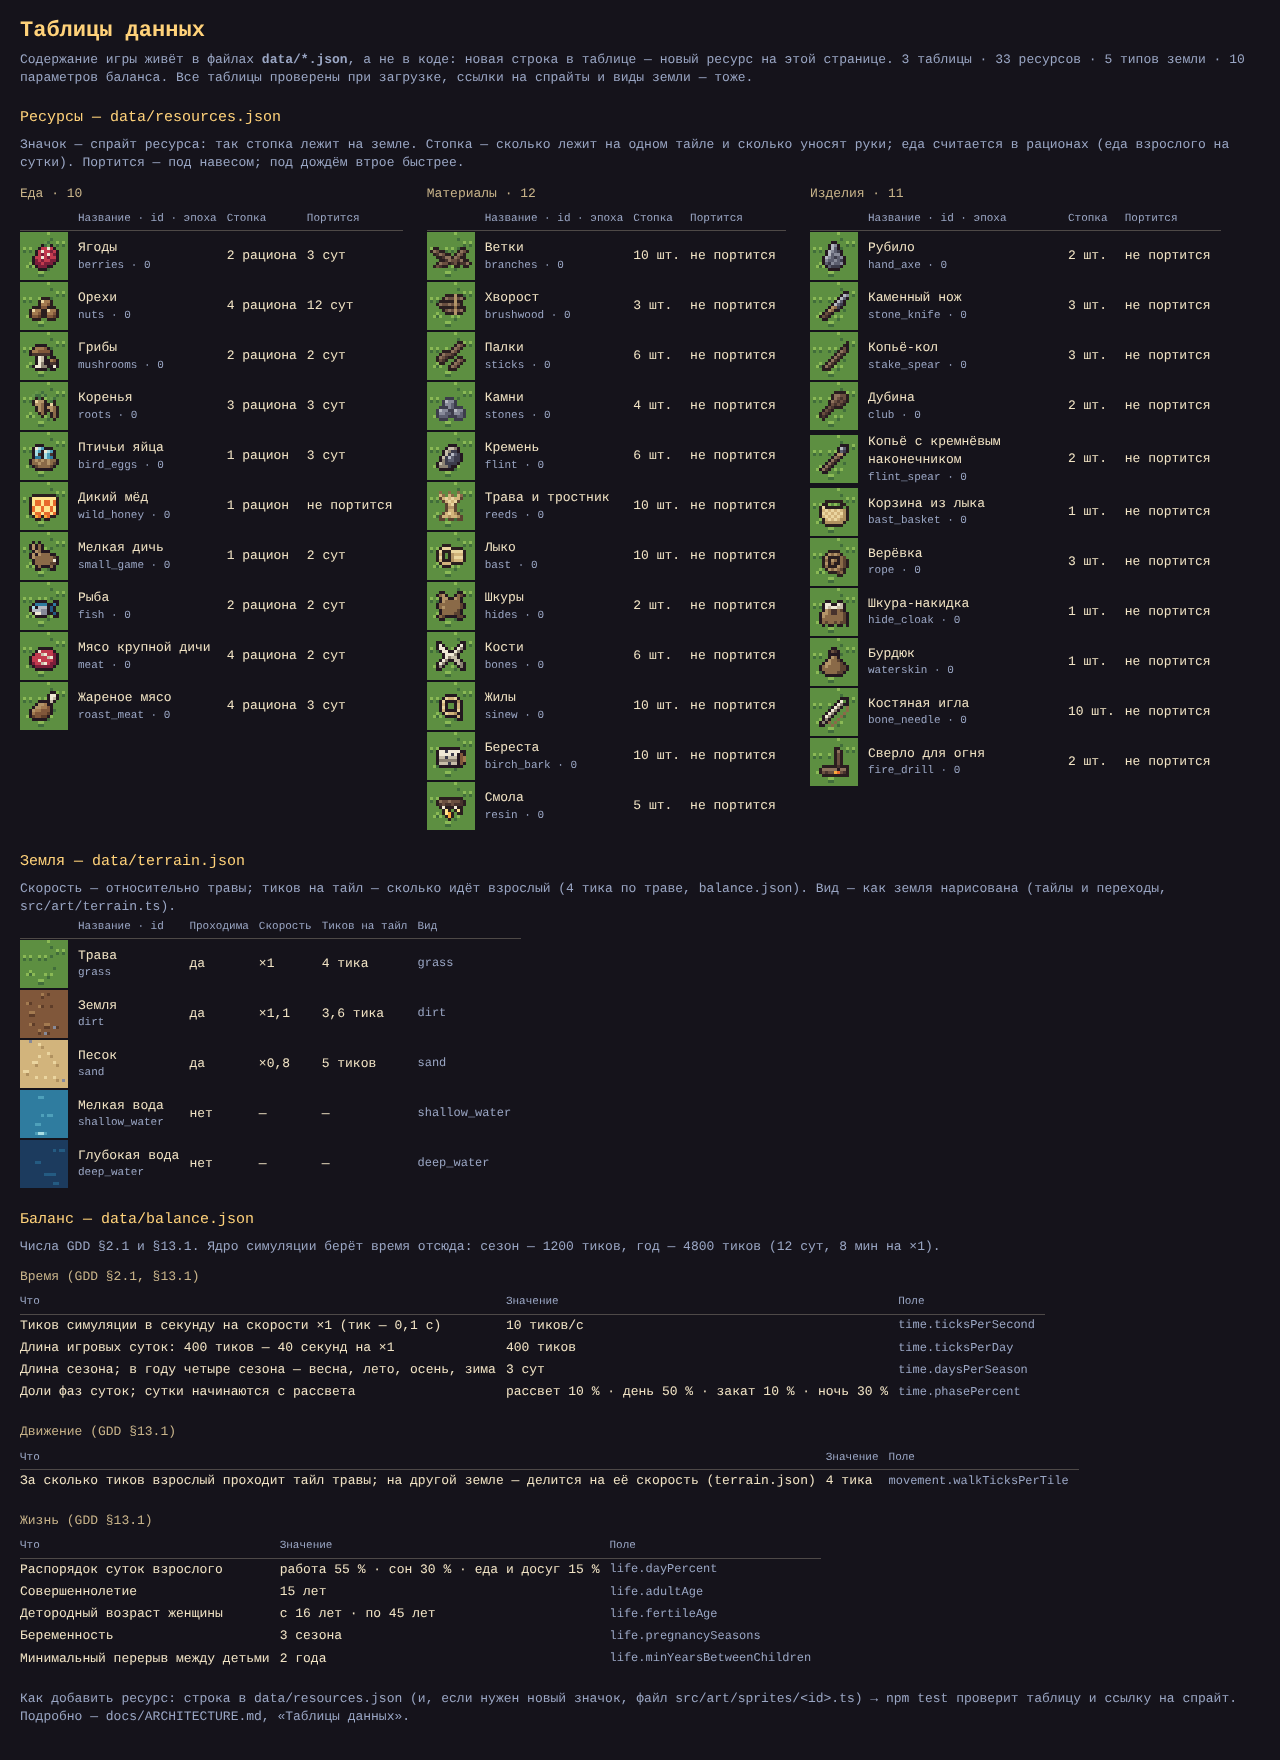 Таблицы данных
Содержание игры живёт в файлах data/*.json, а не в коде: новая строка в таблице — новый ресурс на этой странице. 3 таблицы · 33 ресурсов · 5 типов земли · 10
параметров баланса. Все таблицы проверены при загрузке, ссылки на спрайты и виды земли — тоже.
Ресурсы — data/resources.json
Значок — спрайт ресурса: так стопка лежит на земле. Стопка — сколько лежит на одном тайле и сколько уносят руки; еда считается в рационах (еда взрослого на
сутки). Портится — под навесом; под дождём втрое быстрее.
Еда · 10
Название · id · эпоха Стопка Портится
Ягоды
berries · 0
2 рациона 3 сут
Орехи
nuts · 0
4 рациона 12 сут
Грибы
mushrooms · 0
2 рациона 2 сут
Коренья
roots · 0
3 рациона 3 сут
Птичьи яйца
bird_eggs · 0
1 рацион 3 сут
Дикий мёд
wild_honey · 0
1 рацион не портится
Мелкая дичь
small_game · 0
1 рацион 2 сут
Рыба
fish · 0
2 рациона 2 сут
Мясо крупной дичи
meat · 0
4 рациона 2 сут
Жареное мясо
roast_meat · 0
4 рациона 3 сут
Материалы · 12
Название · id · эпоха Стопка Портится
Ветки
branches · 0
10 шт. не портится
Хворост
brushwood · 0
3 шт. не портится
Палки
sticks · 0
6 шт. не портится
Камни
stones · 0
4 шт. не портится
Кремень
flint · 0
6 шт. не портится
Трава и тростник
reeds · 0
10 шт. не портится
Лыко
bast · 0
10 шт. не портится
Шкуры
hides · 0
2 шт. не портится
Кости
bones · 0
6 шт. не портится
Жилы
sinew · 0
10 шт. не портится
Береста
birch_bark · 0
10 шт. не портится
Смола
resin · 0
5 шт. не портится
Изделия · 11
Название · id · эпоха Стопка Портится
Рубило
hand_axe · 0
2 шт. не портится
Каменный нож
stone_knife · 0
3 шт. не портится
Копьё-кол
stake_spear · 0
3 шт. не портится
Дубина
club · 0
2 шт. не портится
Копьё с кремнёвым
наконечником
flint_spear · 0
2 шт. не портится
Корзина из лыка
bast_basket · 0
1 шт. не портится
Верёвка
rope · 0
3 шт. не портится
Шкура-накидка
hide_cloak · 0
1 шт. не портится
Бурдюк
waterskin · 0
1 шт. не портится
Костяная игла
bone_needle · 0
10 шт. не портится
Сверло для огня
fire_drill · 0
2 шт. не портится
Земля — data/terrain.json
Скорость — относительно травы; тиков на тайл — сколько идёт взрослый (4 тика по траве, balance.json). Вид — как земля нарисована (тайлы и переходы,
src/art/terrain.ts).
Название · id Проходима Скорость Тиков на тайл Вид
Трава
grass
да ×1 4 тика grass
Земля
dirt
да ×1,1 3,6 тика dirt
Песок
sand
да ×0,8 5 тиков sand
Мелкая вода
shallow_water
нет — — shallow_water
Глубокая вода
deep_water
нет — — deep_water
Баланс — data/balance.json
Числа GDD §2.1 и §13.1. Ядро симуляции берёт время отсюда: сезон — 1200 тиков, год — 4800 тиков (12 сут, 8 мин на ×1).
Время (GDD §2.1, §13.1)
Что Значение Поле
Тиков симуляции в секунду на скорости ×1 (тик — 0,1 с) 10 тиков/с time.ticksPerSecond
Длина игровых суток: 400 тиков — 40 секунд на ×1 400 тиков time.ticksPerDay
Длина сезона; в году четыре сезона — весна, лето, осень, зима 3 сут time.daysPerSeason
Доли фаз суток; сутки начинаются с рассвета рассвет 10 % · день 50 % · закат 10 % · ночь 30 % time.phasePercent
Движение (GDD §13.1)
Что Значение Поле
За сколько тиков взрослый проходит тайл травы; на другой земле — делится на её скорость (terrain.json) 4 тика movement.walkTicksPerTile
Жизнь (GDD §13.1)
Что Значение Поле
Распорядок суток взрослого работа 55 % · сон 30 % · еда и досуг 15 % life.dayPercent
Совершеннолетие 15 лет life.adultAge
Детородный возраст женщины с 16 лет · по 45 лет life.fertileAge
Беременность 3 сезона life.pregnancySeasons
Минимальный перерыв между детьми 2 года life.minYearsBetweenChildren
Как добавить ресурс: строка в data/resources.json (и, если нужен новый значок, файл src/art/sprites/<id>.ts) → npm test проверит таблицу и ссылку на спрайт.
Подробно — docs/ARCHITECTURE.md, «Таблицы данных».